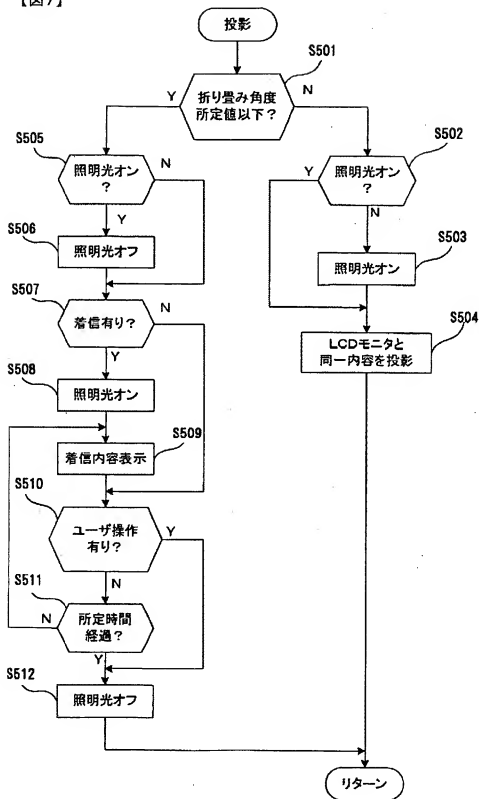 【図7】
投影
S501
Y
折り畳み角度
所定値以下？
N
S505
照明光オン
？
N
Y
S506
照明光オフ
S507
着信有り？
N
Y
S508
照明光オン
S509
着信内容表示
S510
ユーザ操作
有り？
Y
N
S511
所定時間
経過？
N
Y
S512
照明光オフ
S502
Y
照明光オン
？
N
S503
照明光オン
S504
LCDモニタと
同一内容を投影
リターン